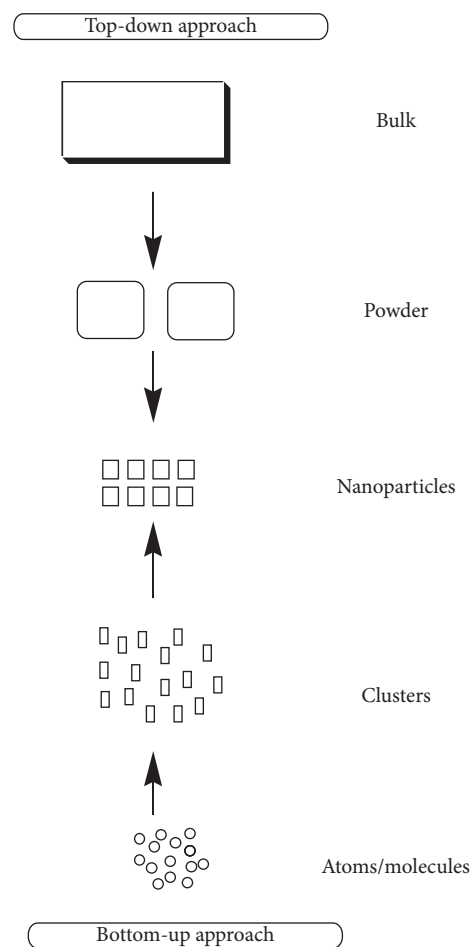 Top-down approach
Bulk
Powder
Nanoparticles
Clusters
Atoms/molecules
Bottom-up approach